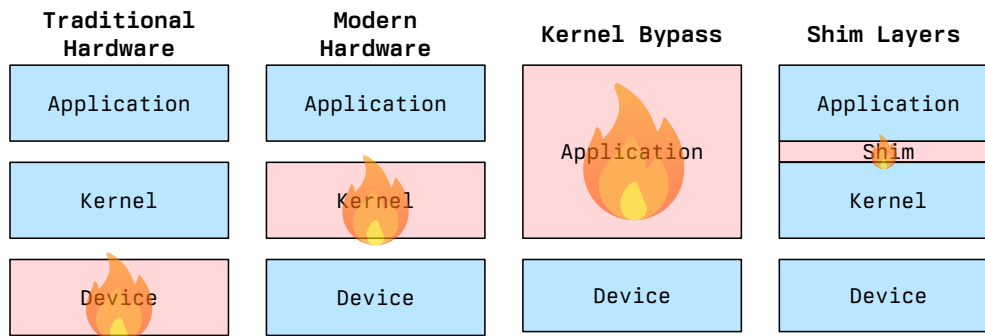 Traditional
Hardware
Modern
Hardware
Kernel Bypass
Shim Layers
Application
Application
Application
Application
Shim
Kernel
Kernel
Kernel
Device
Device
Device
Device